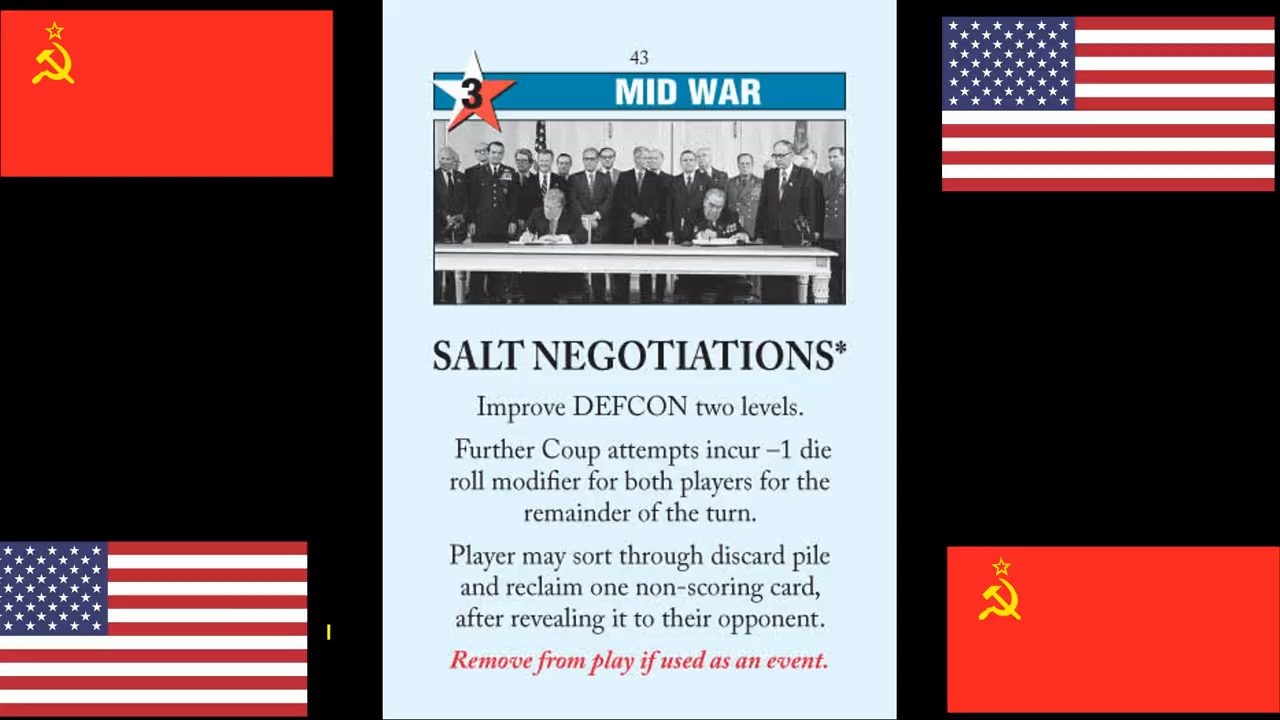 43
3
MID WAR
SALT NEGOTIATIONS*
Improve DEFCON two levels.
Further Coup attempts incur –1 die
roll modifier for both players for the
remainder of the turn.
Player may sort through discard pile
and reclaim one non-scoring card,
after revealing it to their opponent.
Remove from play if used as an event.